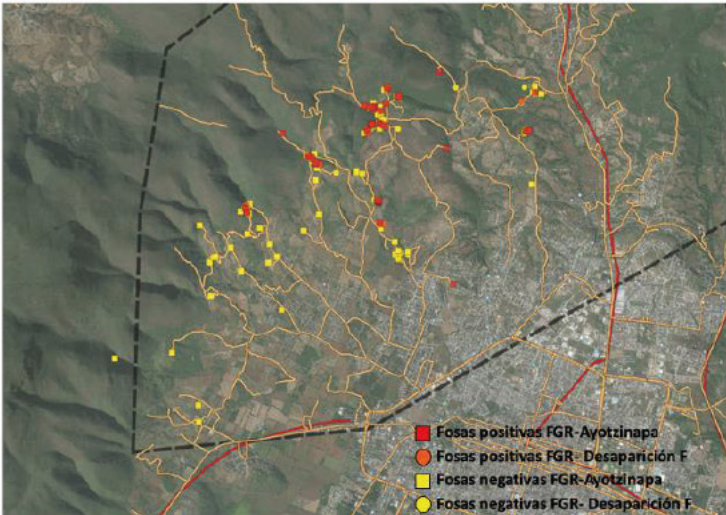 Fosas positivas FGR-Ayotzinapa
Fosas positivas FGR- Desaparición F
Fosas negativas FGR-Ayotzinapa
Fosas negativas FGR- Desaparición F